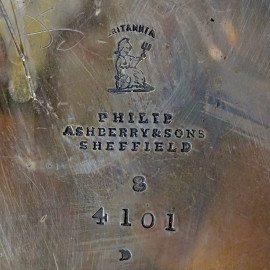 BRITANNIA
PHILIP
ASHBERRY & SONS
SHEFFIELD
8
4101
D